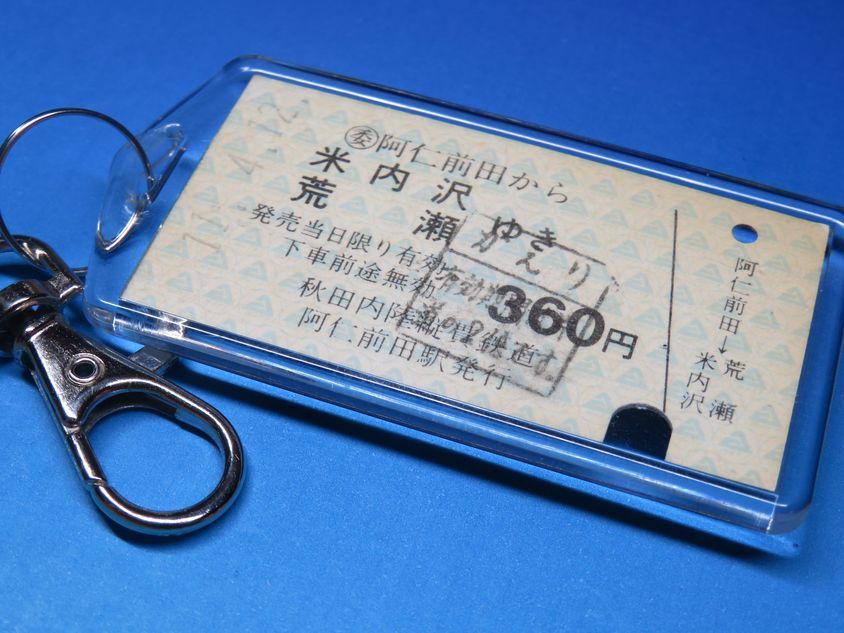 ㊙阿仁前田から
米内沢
荒瀬ゆき
かえり
発売当日限り有効
下車前途無効
360円
秋田内陸縦貫鉄道
阿仁前田駅発行
阿仁前田→荒瀬
米内沢